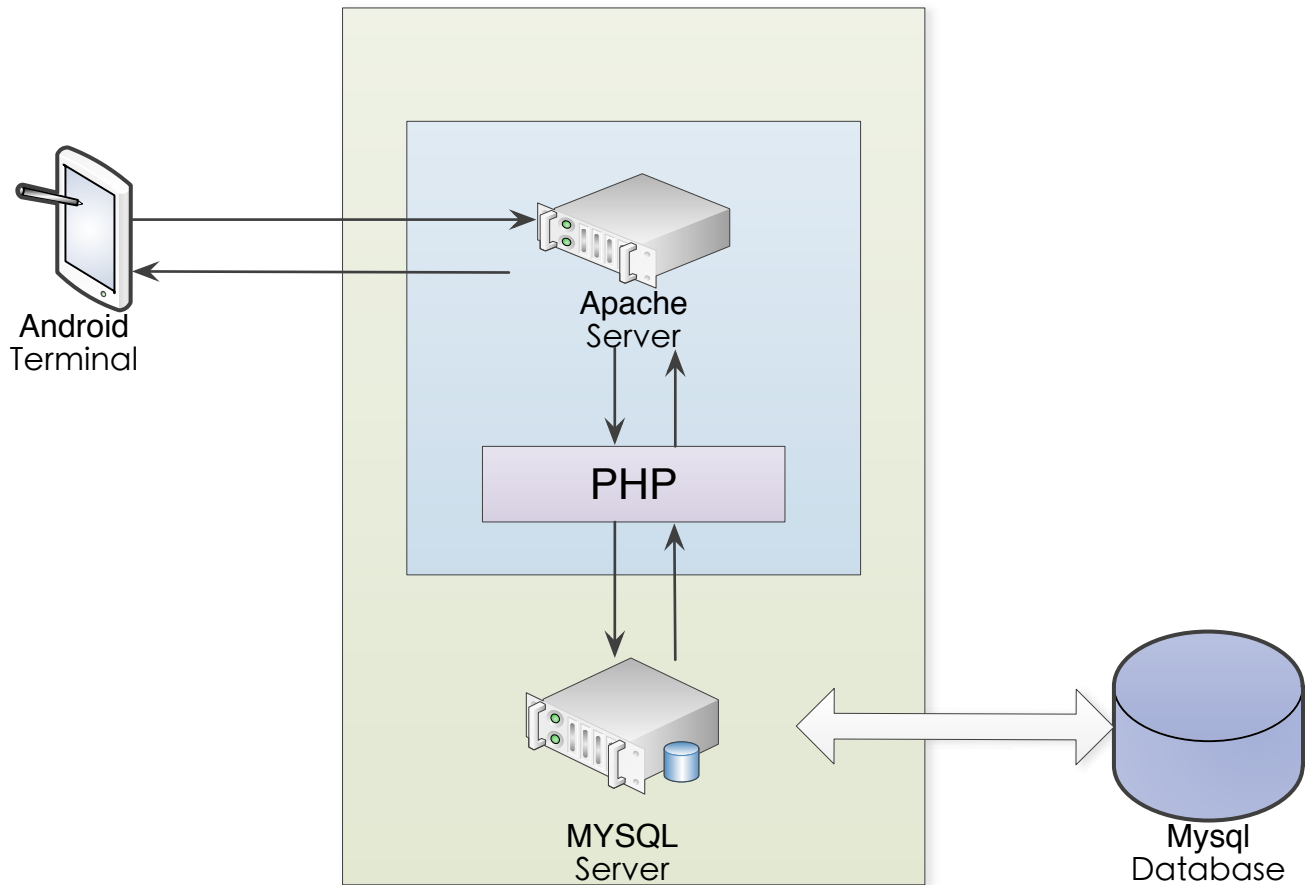 Apache
Server
Android
Terminal
PHP
MYSQL
Server
Mysql
Database